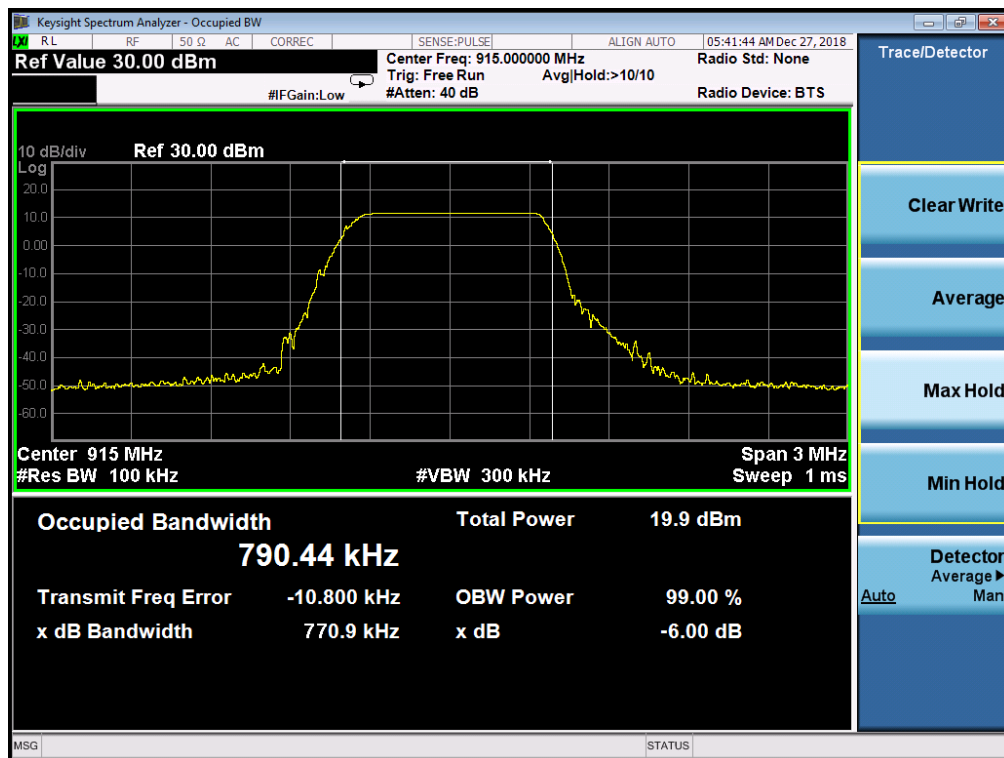 Keysight Spectrum Analyzer - Occupied BW
LXI RL RF 50 Ω AC CORREC SENSE:PULSE ALIGN AUTO 05:41:44 AM Dec 27, 2018
Ref Value 30.00 dBm
Center Freq: 915.000000 MHz
Radio Std: None
Trig: Free Run Avg|Hold:>10/10
#IFGain:Low
#Atten: 40 dB
Radio Device: BTS
10 dB/div Ref 30.00 dBm
Log
20.0
10.0
0.00
-10.0
-20.0
-30.0
-40.0
-50.0
-60.0
Center 915 MHz Span 3 MHz
#Res BW 100 kHz #VBW 300 kHz Sweep 1 ms
Occupied Bandwidth Total Power 19.9 dBm
790.44 kHz
Transmit Freq Error -10.800 kHz OBW Power 99.00 %
x dB Bandwidth 770.9 kHz x dB -6.00 dB
Trace/Detector
Clear Write
Average
Max Hold
Min Hold
Detector
Average
Auto Man
MSG STATUS